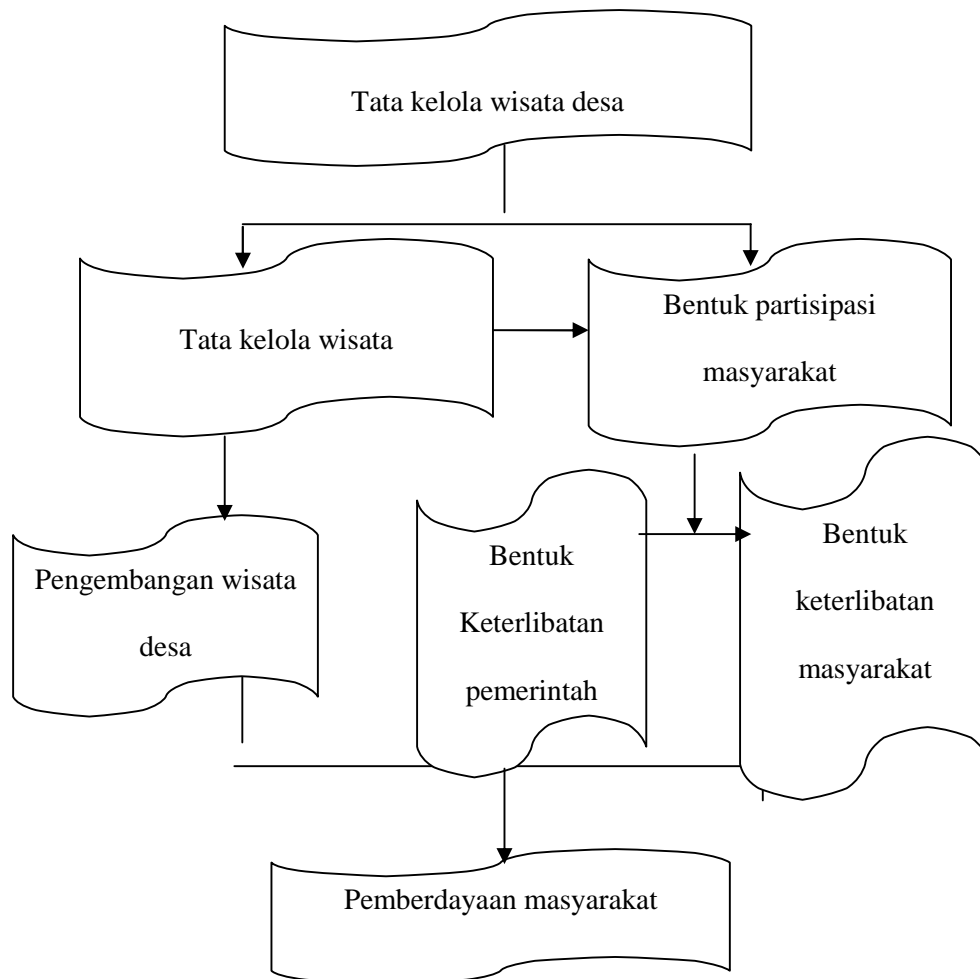 Tata kelola wisata desa
Tata kelola wisata
Bentuk partisipasi
masyarakat
Pengembangan wisata
desa
Bentuk
Keterlibatan
pemerintah
Bentuk
keterlibatan
masyarakat
Pemberdayaan masyarakat